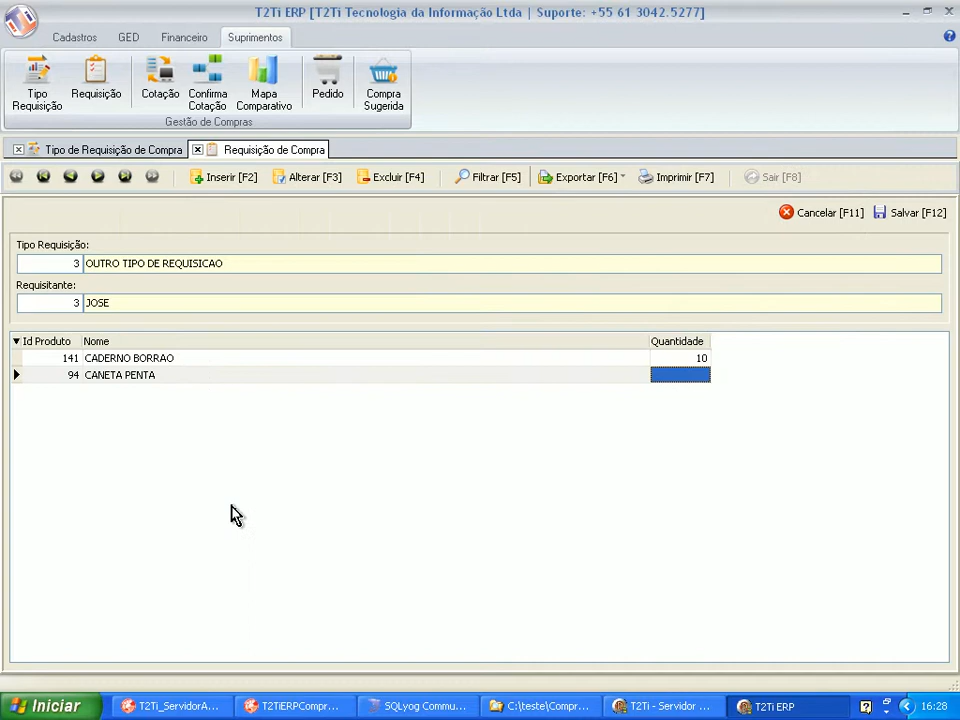 T2Ti ERP [T2Ti Tecnologia da Informação Ltda | Suporte: +55 61 3042.5277]
Cadastros GED Financeiro Suprimentos
Tipo Requisição
Requisição
Cotação
Confirma Cotação
Mapa Comparativo
Pedido
Compra Sugerida
Gestão de Compras
Tipo de Requisição de Compra Requisição de Compra
Inserir [F2] Alterar [F3] Excluir [F4] Filtrar [F5] Exportar [F6] Imprimir [F7] Sair [F8]
Cancelar [F11] Salvar [F12]
Tipo Requisição:
3 OUTRO TIPO DE REQUISICAO
Requisitante:
3 JOSE
Id Produto Nome Quantidade
141 CADERNO BORRAO 10
94 CANETA PENTA
Iniciar T2Ti_ServidorA... T2TiERPCompr... SQLyog Commu... C:\teste\Compr... T2Ti - Servidor ... T2Ti ERP 16:28